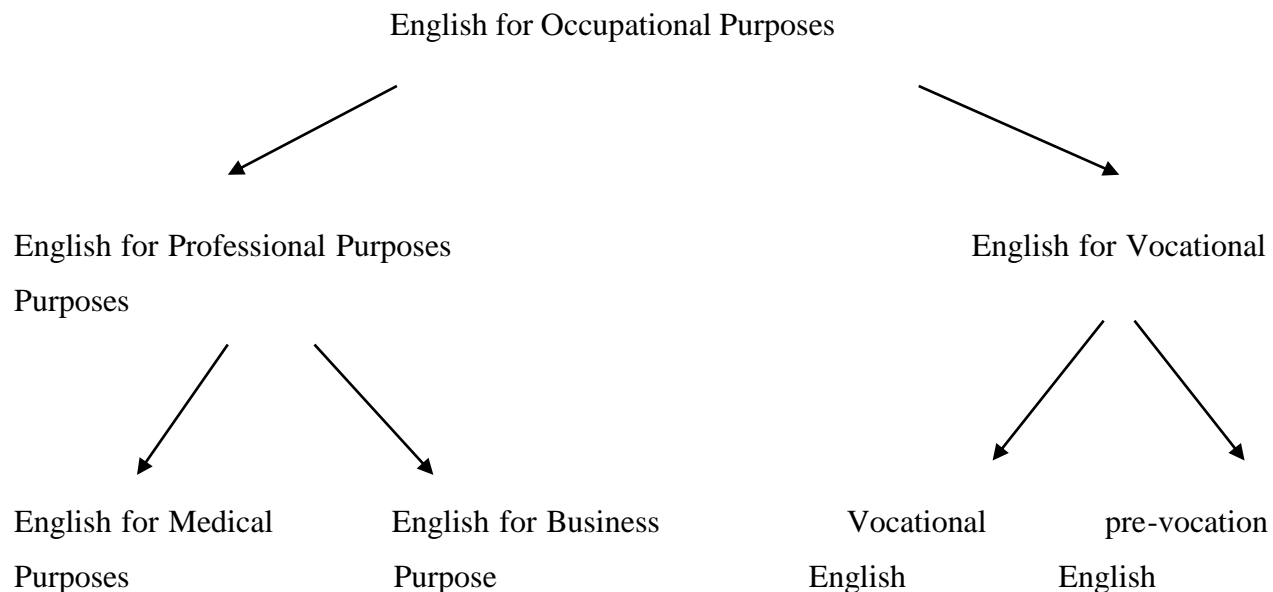 English for Occupational Purposes
English for Professional Purposes English for Vocational
Purposes
English for Medical English for Business Vocational pre-vocation
Purposes Purpose English English